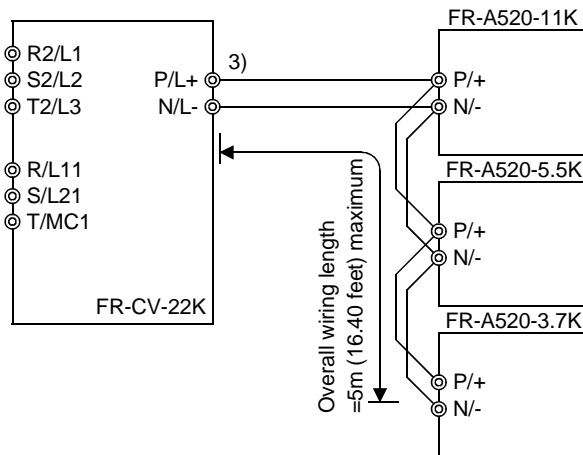 FR-A520-11K
R2/L1
S2/L2
T2/L3
R/L11
S/L21
T/MC1
P/L+
N/L-
3)
FR-CV-22K
P/+
N/-
FR-A520-5.5K
P/+
N/-
FR-A520-3.7K
P/+
N/-
Overall wiring length
=5m (16.40 feet) maximum